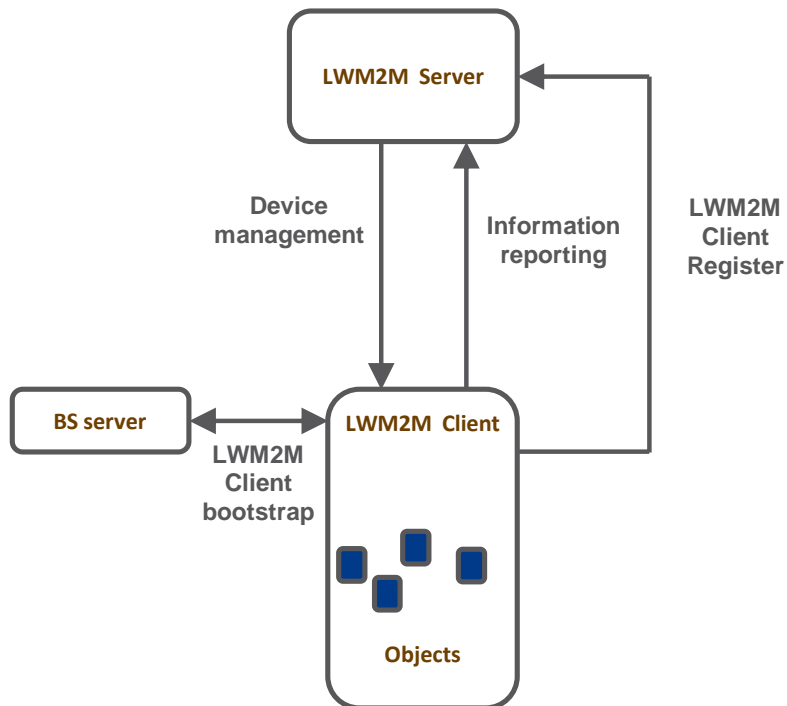 LWM2M Server
Device
management
Information
reporting
LWM2M
Client
Register
BS server
LWM2M
Client
bootstrap
LWM2M Client
Objects